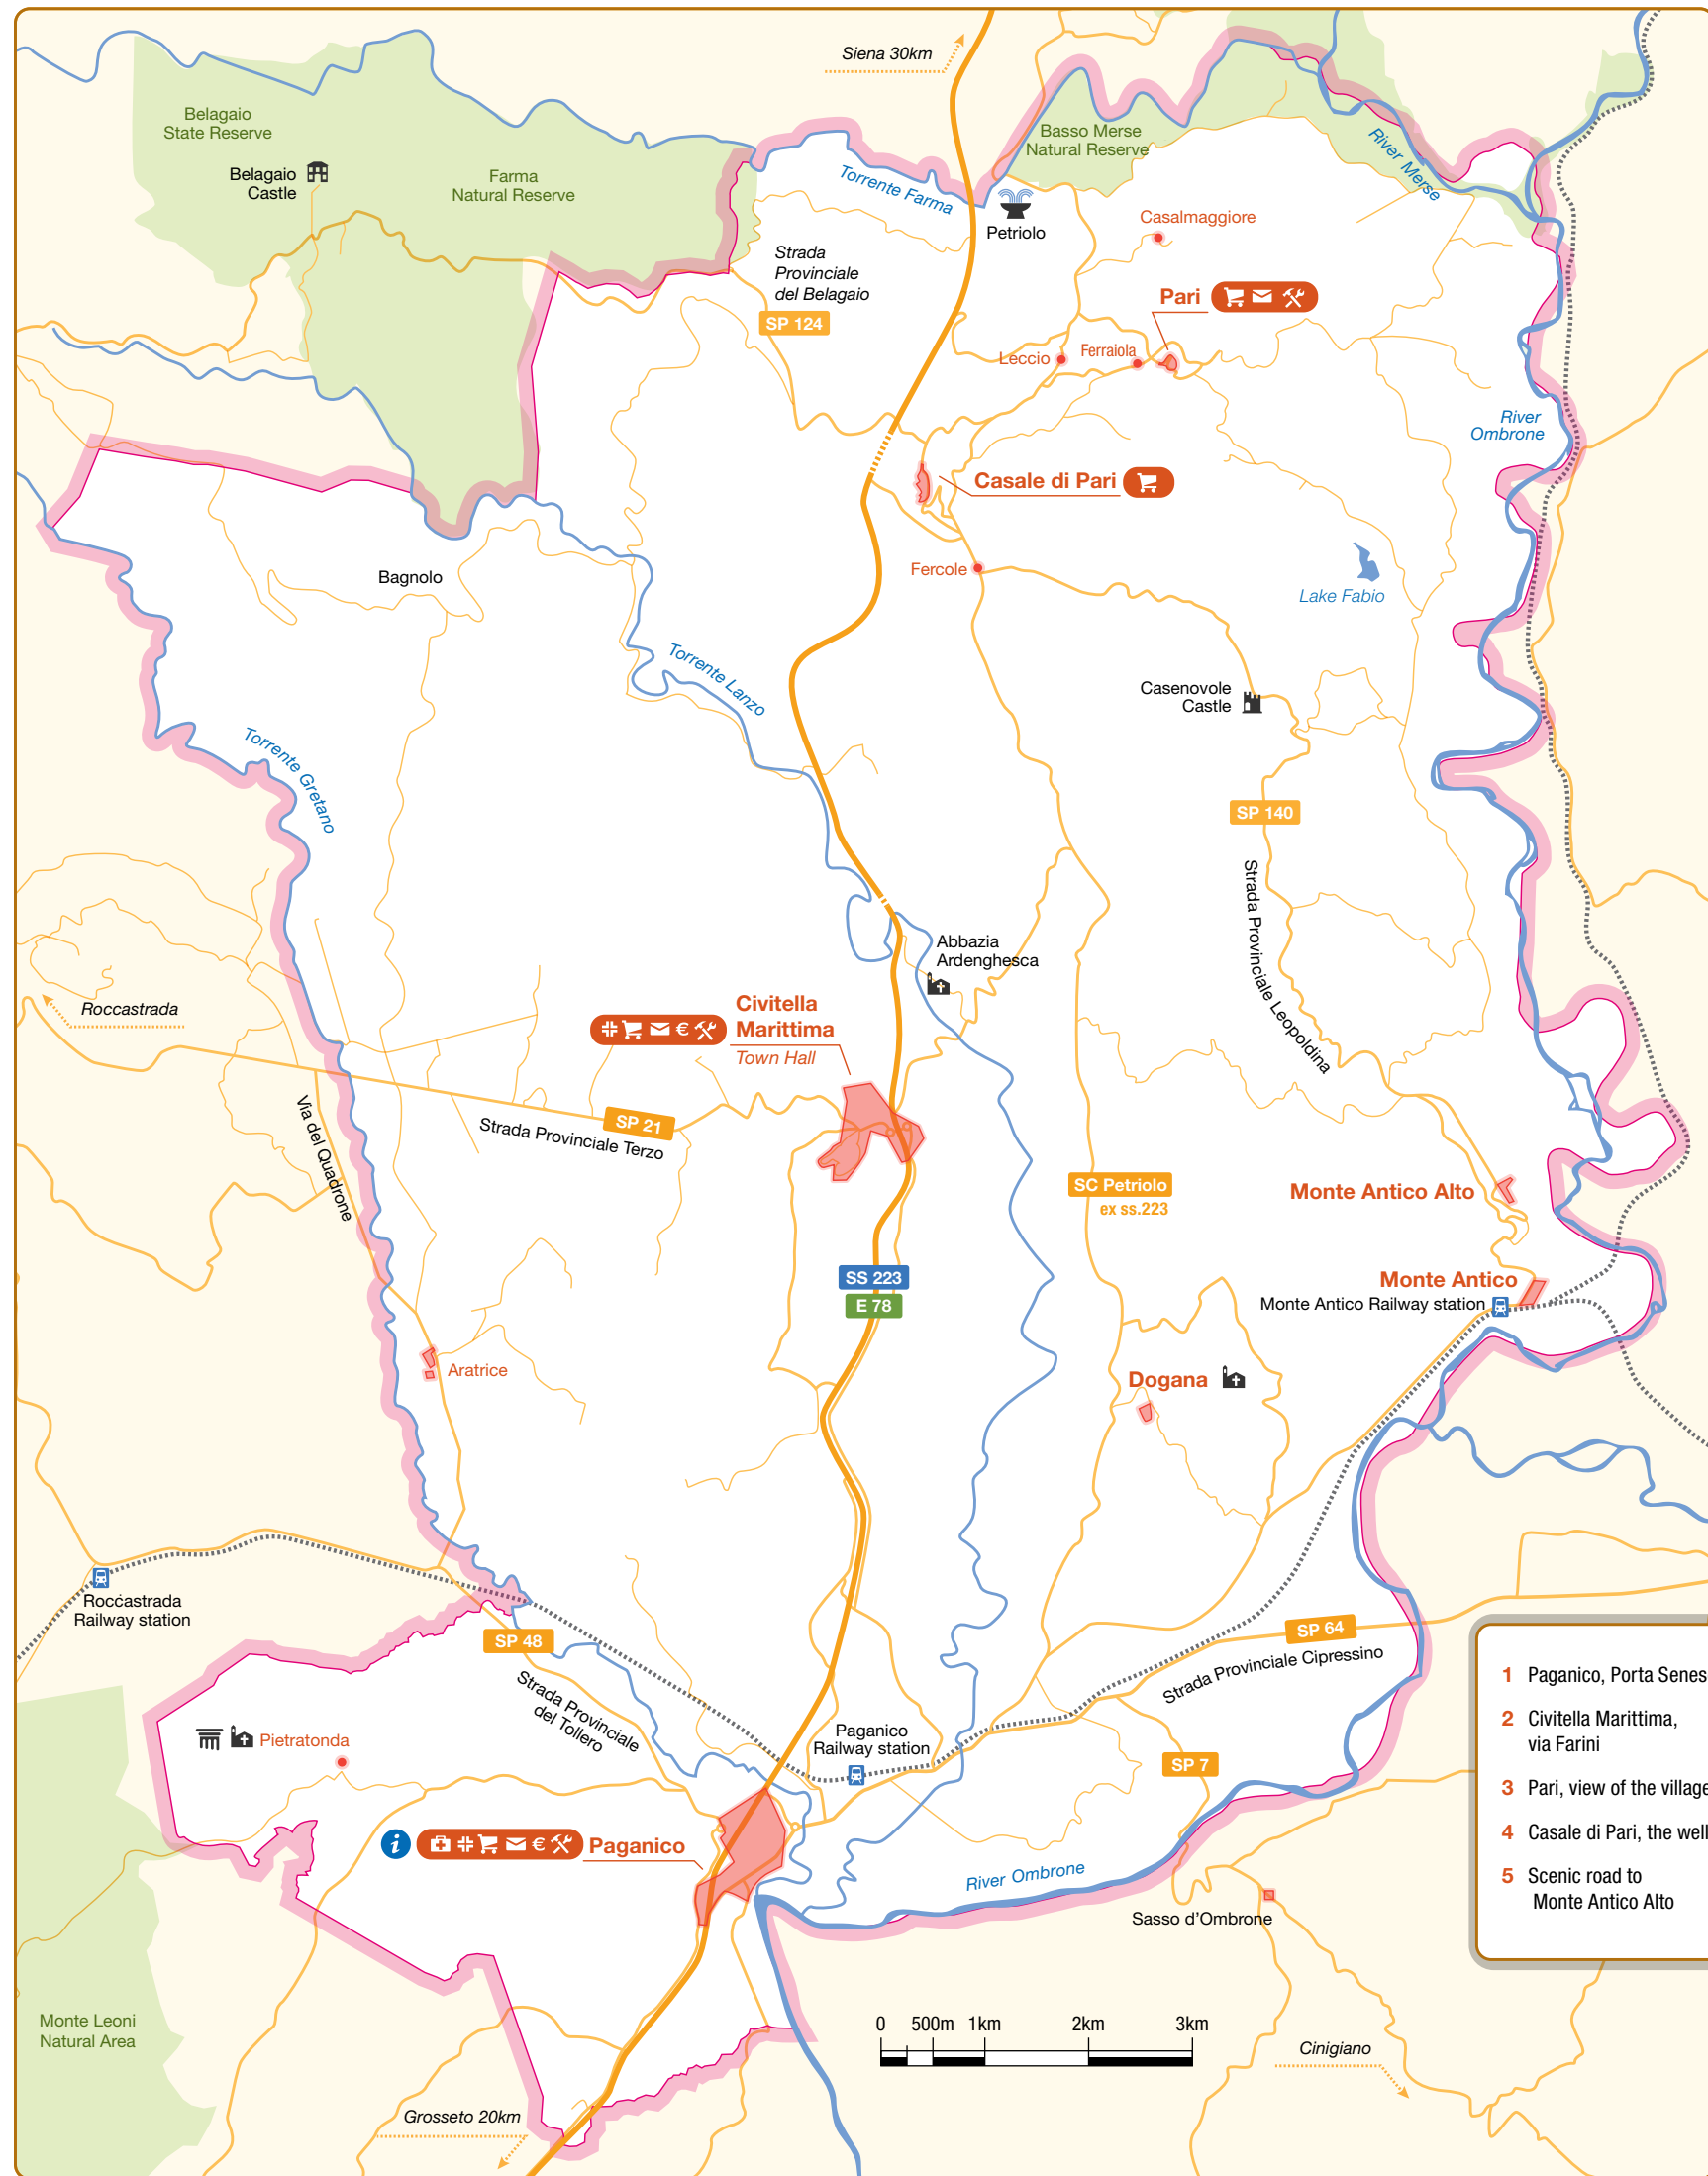 Siena 30km
Belagaio
State Reserve
Belagaio
Castle
Farma
Natural Reserve
Basso Merse
Natural Reserve
River Merse
Torrente Farma
Petriolo
Casalmaggiore
Strada
Provinciale
del Belagaio
SP 124
Pari
Leccio
Ferraiola
River
Ombrone
Casale di Pari
Fercole
Bagnolo
Lake Fabio
Torrente Lanzo
Casenovole
Castle
Torrente Gretano
SP 140
Strada Provinciale Leopoldina
Abbazia
Ardenghesca
Roccastrada
Civitella
Marittima
Town Hall
€
Via del Quadrone
SP 21
Strada Provinciale Terzo
SC Petriolo
ex ss.223
Monte Antico Alto
SS 223
E 78
Monte Antico
Monte Antico Railway station
Aratrice
Dogana
Roccastrada
Railway station
SP 48
Strada Provinciale
del Tollero
SP 64
Strada Provinciale Cipressino
Pietratonda
Paganico
Railway station
SP 7
i
€
Paganico
River Ombrone
Sasso d'Ombrone
1 Paganico, Porta Senes
2 Civitella Marittima,
via Farini
3 Pari, view of the village
4 Casale di Pari, the well
5 Scenic road to
Monte Antico Alto
Monte Leoni
Natural Area
0 500m 1km 2km 3km
Cinigiano
Grosseto 20km